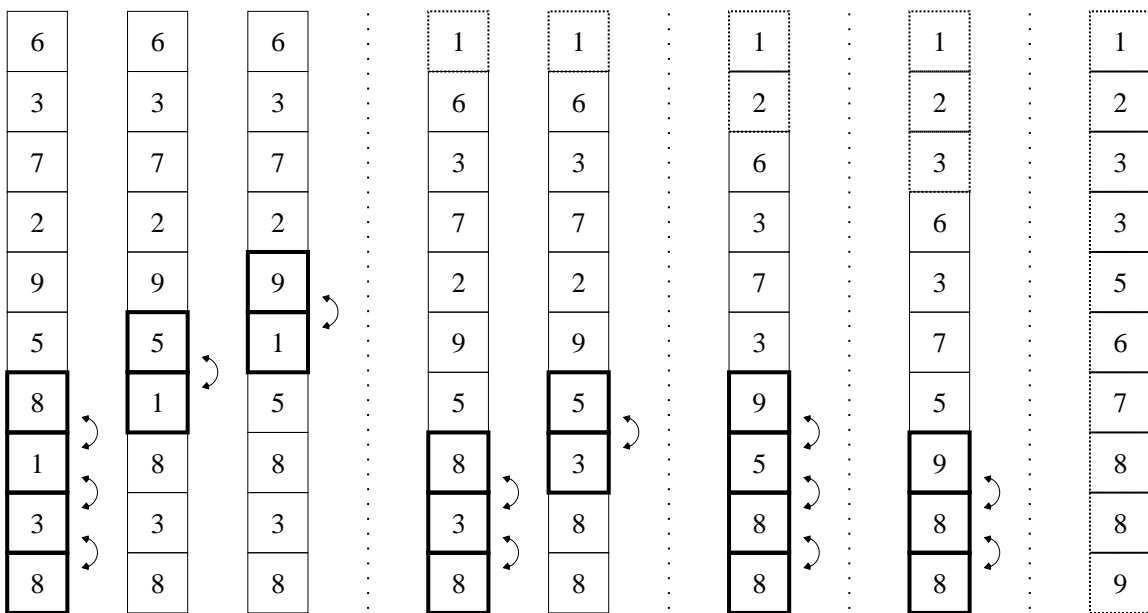 6 6 6 1 1 1 1 1
3 3 3 6 6 2 2 2
7 7 7 3 3 6 3 3
2 2 2 7 7 3 6 3
9 9 9 2 2 7 3 5
5 5 1 9 9 3 7 6
8 1 5 5 5 9 5 7
1 8 8 8 3 5 9 8
3 3 3 3 8 8 8 8
8 8 8 8 8 8 8 9